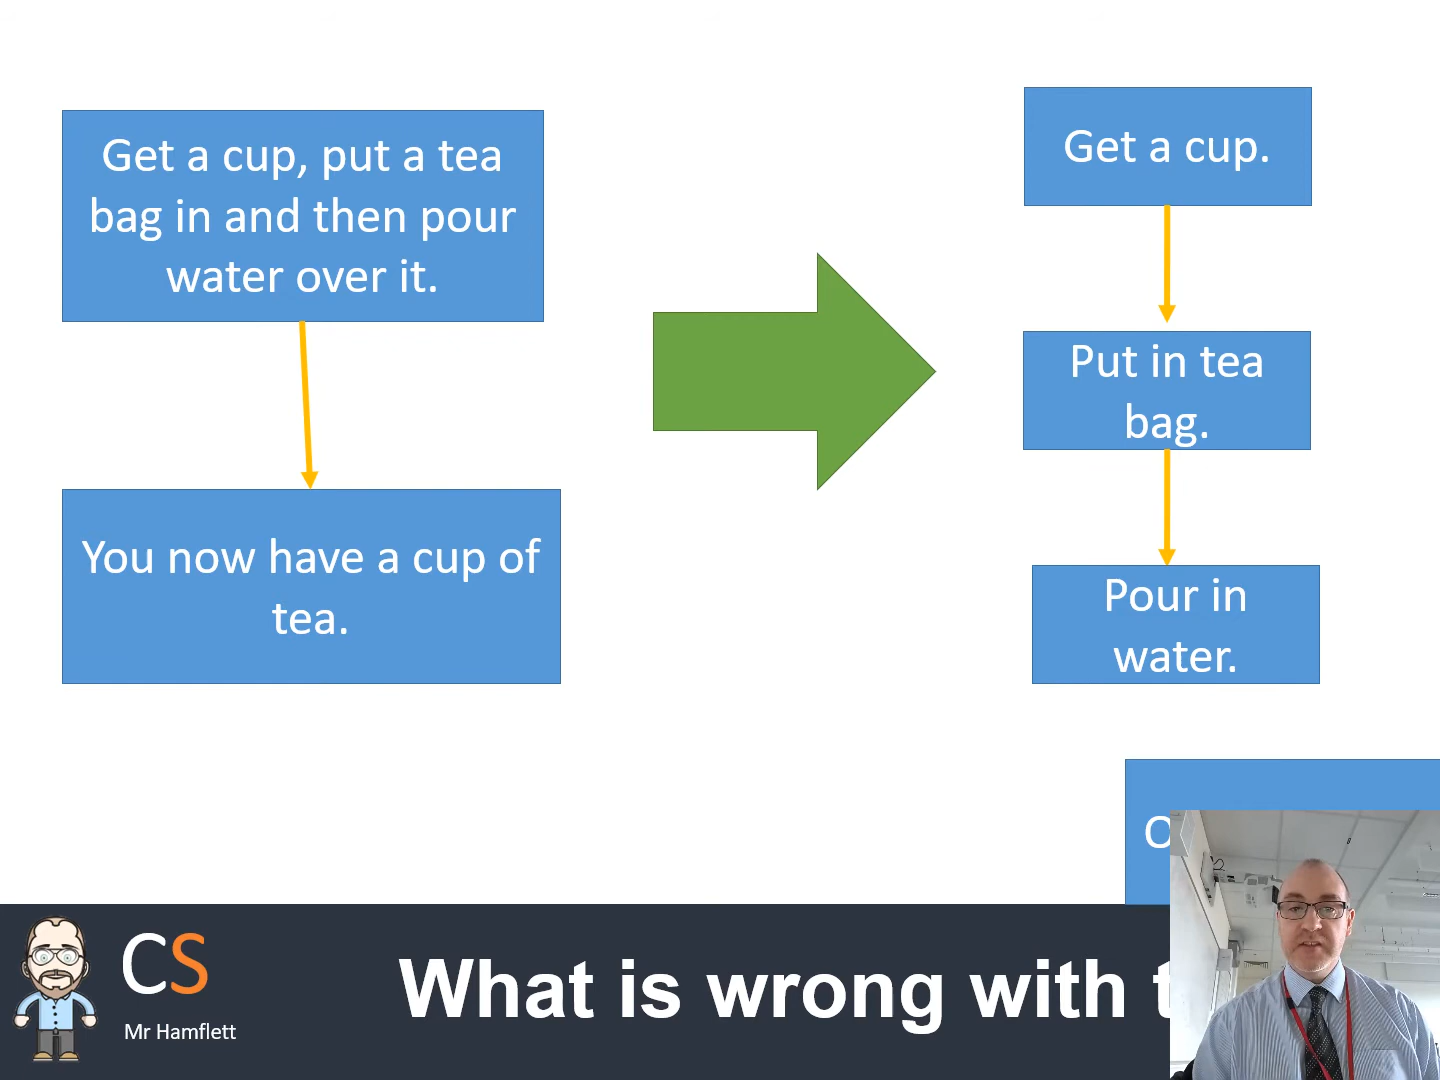 Get a cup, put a tea
bag in and then pour
water over it.
You now have a cup of
tea.
Get a cup.
Put in tea
bag.
Pour in
water.
CS
Mr Hamflett
What is wrong with